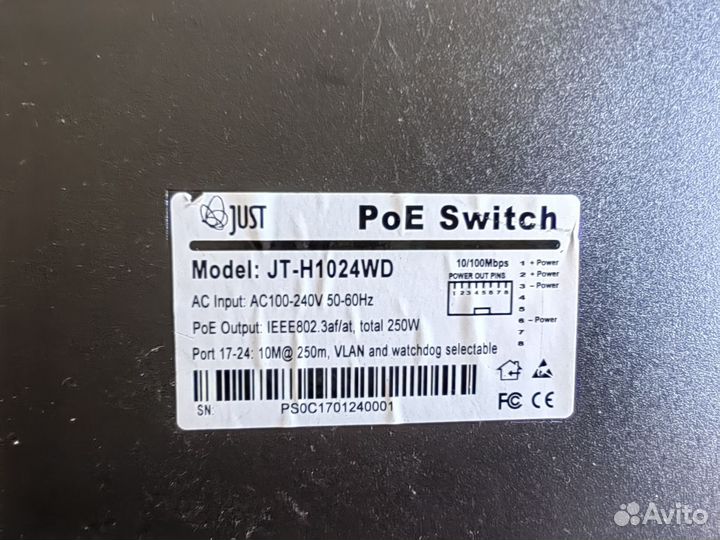 JUST PoE Switch
Model: JT-H1024WD
AC Input: AC100-240V 50-60Hz
PoE Output: IEEE802.3af/at, total 250W
Port 17-24: 10M@ 250m, VLAN and watchdog selectable
10/100Mbps
POWER OUT PINS
1 2 3 4 5 6 7 8
1 + Power
2 + Power
3 - Power
4
5
6 - Power
7
8
SN: PS0C1701240001
FC CE
Avito